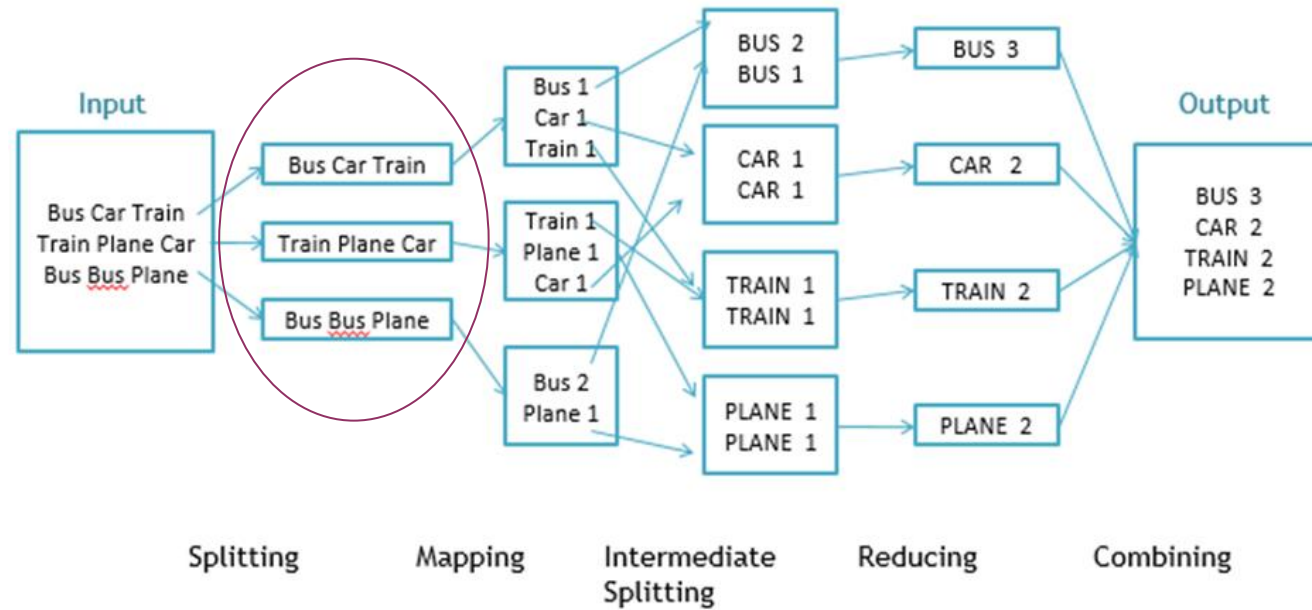 Input
Bus Car Train
Train Plane Car
Bus Bus Plane
Bus Car Train
Train Plane Car
Bus Bus Plane
Bus 1
Car 1
Train 1
Train 1
Plane 1
Car 1
Bus 2
Plane 1
BUS 2
BUS 1
CAR 1
CAR 1
TRAIN 1
TRAIN 1
PLANE 1
PLANE 1
BUS 3
CAR 2
TRAIN 2
PLANE 2
Output
BUS 3
CAR 2
TRAIN 2
PLANE 2
Splitting
Mapping
Intermediate
Splitting
Reducing
Combining